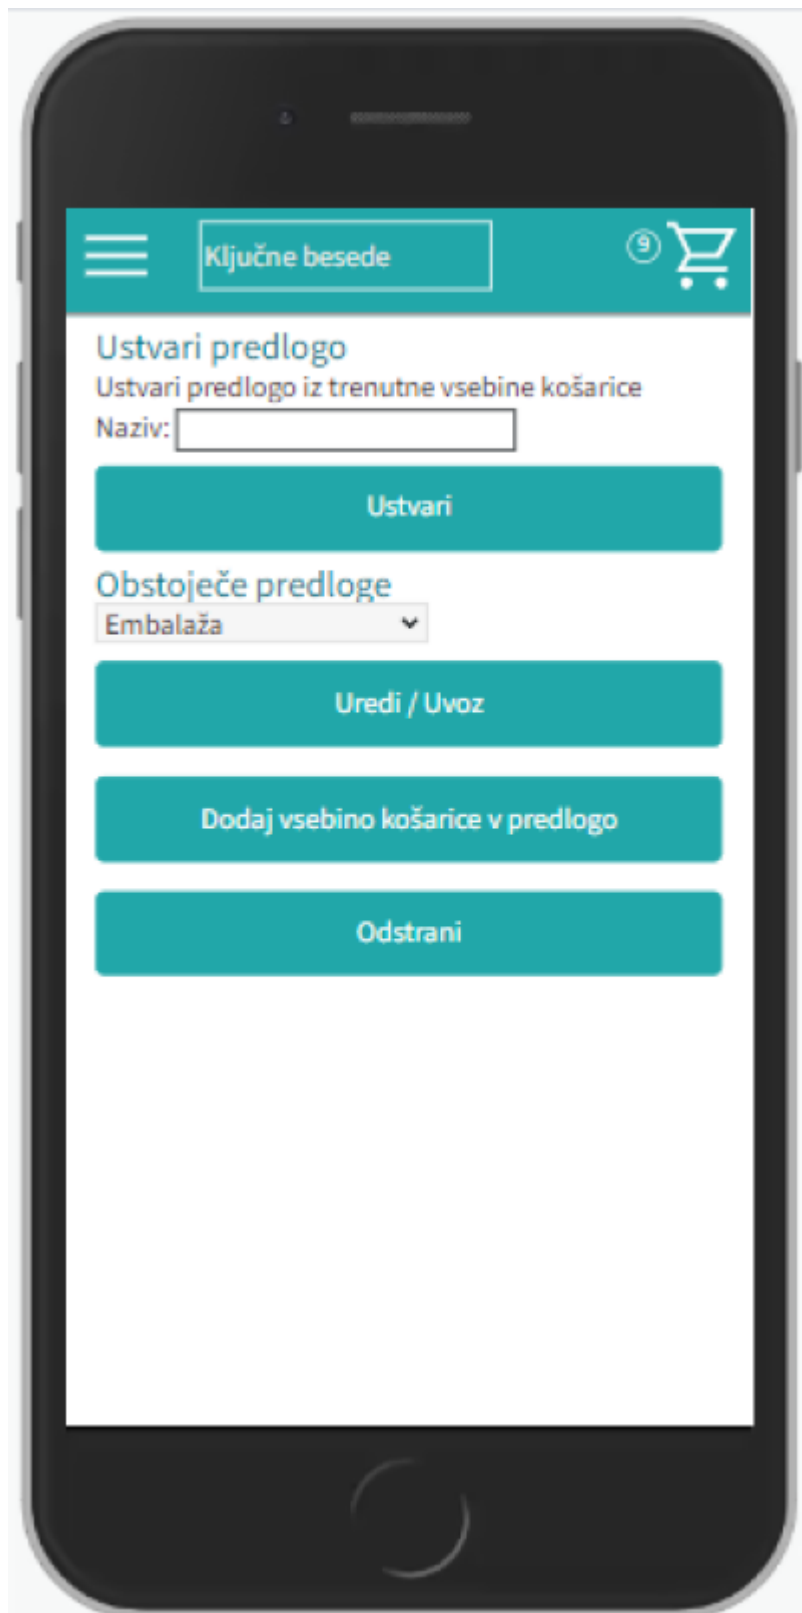 Ključne besede
9
Ustvari predlogo
Ustvari predlogo iz trenutne vsebine košarice
Naziv:
Ustvari
Obstoječe predloge
Embalaža
Uredi / Uvoz
Dodaj vsebino košarice v predlogo
Odstrani